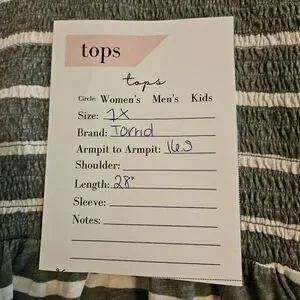 tops
tops
Circle: Women's Men's Kids
Size: 7X
Brand: Torrid
Armpit to Armpit: 16.5
Shoulder:
Length: 28"
Sleeve:
Notes: